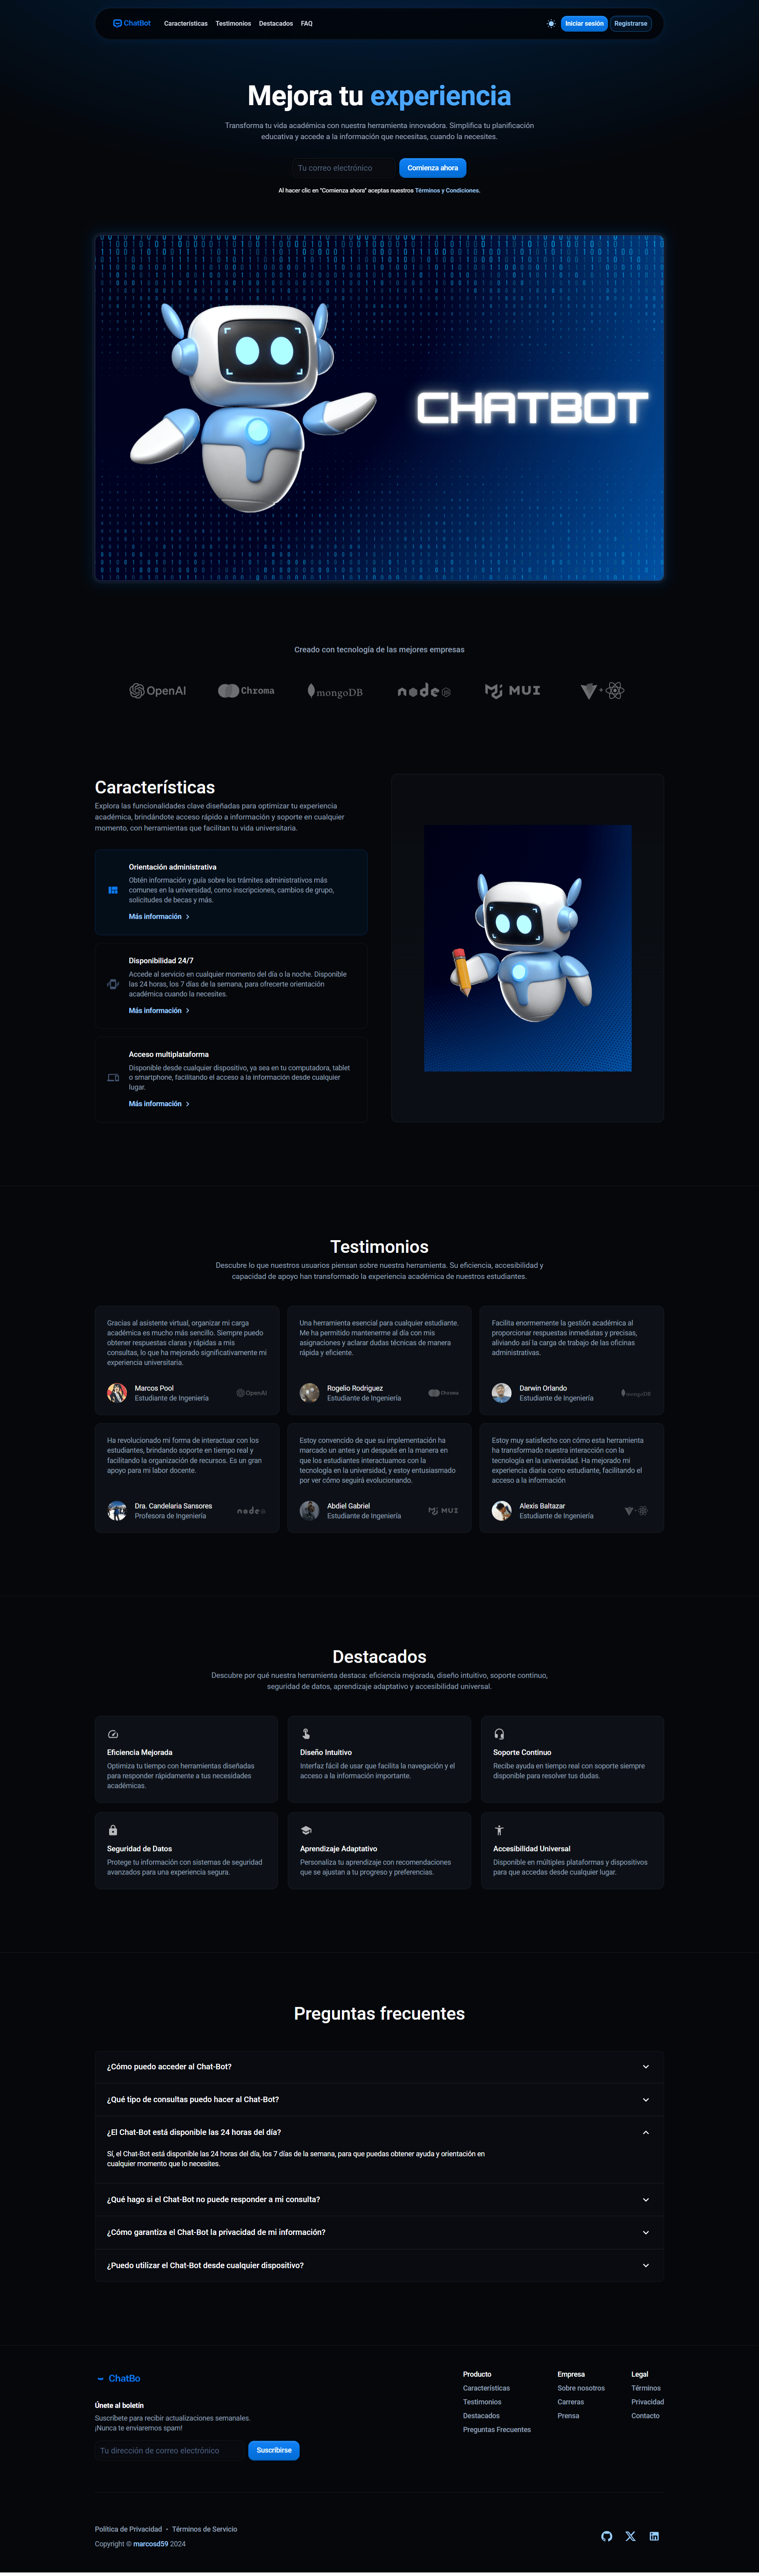 ChatBot
Características
Testimonios
Destacados
FAQ
Iniciar sesión
Registrarse
Mejora tu experiencia
Transforma tu vida académica con nuestra herramienta innovadora. Simplifica tu planificación
educativa y accede a la información que necesitas, cuando la necesites.
Tu correo electrónico
Comienza ahora
Al hacer clic en "Comienza ahora" aceptas nuestros Términos y Condiciones.
CHATBOT
Creado con tecnología de las mejores empresas
OpenAI
Chroma
mongoDB
node
MUI
Características
Explora las funcionalidades clave diseñadas para optimizar tu experiencia
académica, brindándote acceso rápido a información y soporte en cualquier
momento, con herramientas que facilitan tu vida universitaria.
Orientación administrativa
Obtén información y guía sobre los trámites administrativos más
comunes en la universidad, como inscripciones, cambios de grupo,
solicitudes de becas y más.
Más información
Disponibilidad 24/7
Accede al servicio en cualquier momento del día o la noche. Disponible
las 24 horas, los 7 días de la semana, para ofrecerte orientación
académica cuando la necesites.
Más información
Acceso multiplataforma
Disponible desde cualquier dispositivo, ya sea en tu computadora, tablet
o smartphone, facilitando el acceso a la información desde cualquier
lugar.
Más información
Testimonios
Descubre lo que nuestros usuarios piensan sobre nuestra herramienta. Su eficiencia, accesibilidad y
capacidad de apoyo han transformado la experiencia académica de nuestros estudiantes.
Gracias al asistente virtual, organizar mi carga
académica es mucho más sencillo. Siempre puedo
obtener respuestas claras y rápidas a mis
consultas, lo que ha mejorado significativamente mi
experiencia universitaria.
Marcos Pool
Estudiante de Ingeniería
OpenAI
Una herramienta esencial para cualquier estudiante.
Me ha permitido mantenerme al día con mis
asignaciones y aclarar dudas técnicas de manera
rápida y eficiente.
Rogelio Rodriguez
Estudiante de Ingeniería
Chroma
Facilita enormemente la gestión académica al
proporcionar respuestas inmediatas y precisas,
aliviando así la carga de trabajo de las oficinas
administrativas.
Darwin Orlando
Estudiante de Ingeniería
mongoDB
Ha revolucionado mi forma de interactuar con los
estudiantes, brindando soporte en tiempo real y
facilitando la organización de recursos. Es un gran
apoyo para mi labor docente.
Dra. Candelaria Sansores
Profesora de Ingeniería
node
Estoy convencido de que su implementación ha
marcado un antes y un después en la manera en
que los estudiantes interactuamos con la
tecnología en la universidad, y estoy entusiasmado
por ver cómo seguirá evolucionando.
Abdiel Gabriel
Estudiante de Ingeniería
MUI
Estoy muy satisfecho con cómo esta herramienta
ha transformado nuestra interacción con la
tecnología en la universidad. Ha mejorado mi
experiencia diaria como estudiante, facilitando el
acceso a la información
Alexis Baltazar
Estudiante de Ingeniería
Destacados
Descubre por qué nuestra herramienta destaca: eficiencia mejorada, diseño intuitivo, soporte continuo,
seguridad de datos, aprendizaje adaptativo y accesibilidad universal.
Eficiencia Mejorada
Optimiza tu tiempo con herramientas diseñadas
para responder rápidamente a tus necesidades
académicas.
Diseño Intuitivo
Interfaz fácil de usar que facilita la navegación y el
acceso a la información importante.
Soporte Continuo
Recibe ayuda en tiempo real con soporte siempre
disponible para resolver tus dudas.
Seguridad de Datos
Protege tu información con sistemas de seguridad
avanzados para una experiencia segura.
Aprendizaje Adaptativo
Personaliza tu aprendizaje con recomendaciones
que se ajustan a tu progreso y preferencias.
Accesibilidad Universal
Disponible en múltiples plataformas y dispositivos
para que accedas desde cualquier lugar.
Preguntas frecuentes
¿Cómo puedo acceder al Chat-Bot?
¿Qué tipo de consultas puedo hacer al Chat-Bot?
¿El Chat-Bot está disponible las 24 horas del día?
Sí, el Chat-Bot está disponible las 24 horas del día, los 7 días de la semana, para que puedas obtener ayuda y orientación en
cualquier momento que lo necesites.
¿Qué hago si el Chat-Bot no puede responder a mi consulta?
¿Cómo garantiza el Chat-Bot la privacidad de mi información?
¿Puedo utilizar el Chat-Bot desde cualquier dispositivo?
ChatBo
Únete al boletín
Suscríbete para recibir actualizaciones semanales.
¡Nunca te enviaremos spam!
Tu dirección de correo electrónico
Suscribirse
Producto
Características
Testimonios
Destacados
Preguntas Frecuentes
Empresa
Sobre nosotros
Carreras
Prensa
Legal
Términos
Privacidad
Contacto
Política de Privacidad • Términos de Servicio
Copyright © marcosd59 2024